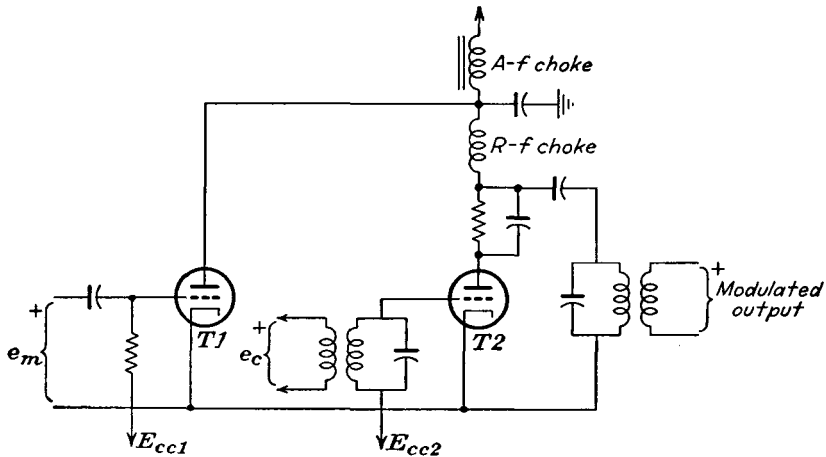 A-f choke
R-f choke
+
e_m
T1
+
e_c
T2
+
Modulated
output
E_cc1
E_cc2